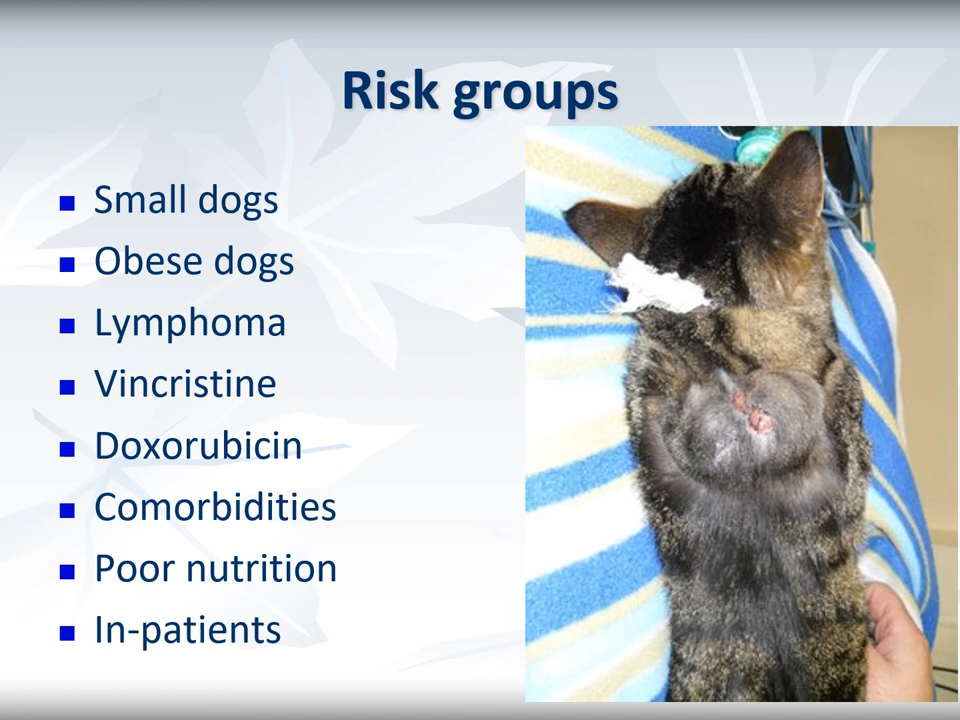 Risk groups
Small dogs
Obese dogs
Lymphoma
Vincristine
Doxorubicin
Comorbidities
Poor nutrition
In-patients